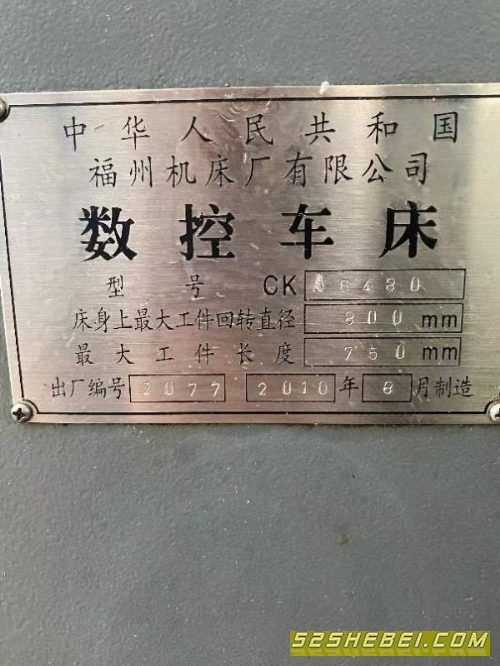 中华人民共和国
福州机床厂有限公司
数控车床
型号 CK 6480
床身上最大工件回转直径 800 mm
最大工件长度 750 mm
出厂编号 2077 2010 年 8 月制造
52SHEBEI.COM